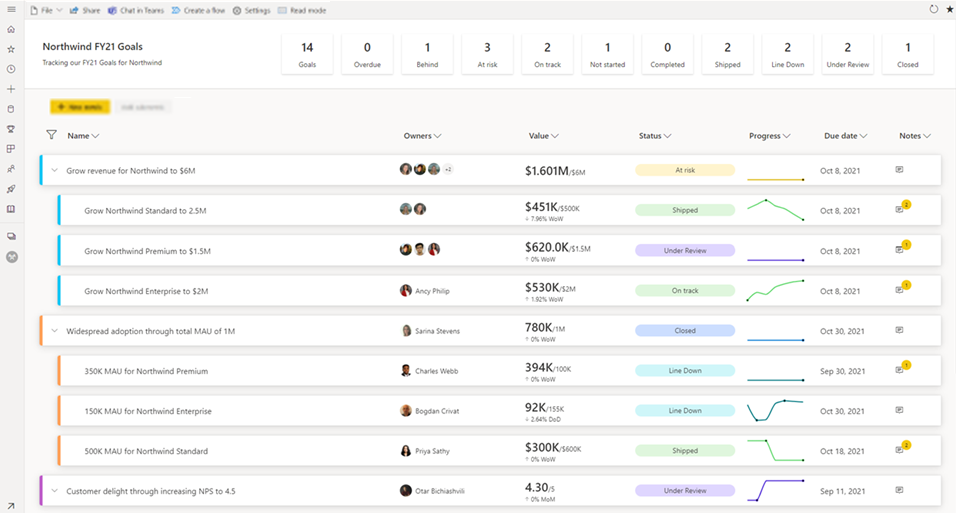 File Share Chat in Teams Create a flow Settings Read mode
Northwind FY21 Goals
Tracking our FY21 Goals for Northwind
14 0 1 3 2 1 0 2 2 2 1
Goals Overdue Behind At risk On track Not started Completed Shipped Line Down Under Review Closed
Name Owners Value Status Progress Due date Notes
Grow revenue for Northwind to $6M +2 $1.601M/$6M At risk Oct 8, 2021
Grow Northwind Standard to 2.5M $451K/$500K Shipped Oct 8, 2021 2
↓ 7.96% WoW
Grow Northwind Premium to $1.5M $620.0K/$1.5M Under Review Oct 8, 2021 1
↑ 0% WoW
Grow Northwind Enterprise to $2M Ancy Philip $530K/$2M On track Oct 8, 2021 1
↑ 1.92% WoW
Widespread adoption through total MAU of 1M Sarina Stevens 780K/1M Closed Oct 30, 2021
↑ 0% WoW
350K MAU for Northwind Premium Charles Webb 394K/100K Line Down Sep 30, 2021 1
↑ 0% WoW
150K MAU for Northwind Enterprise Bogdan Crivat 92K/155K Line Down Oct 30, 2021
↓ 2.64% DoD
500K MAU for Northwind Standard Priya Sathy $300K/$600K Shipped Oct 18, 2021 2
↑ 0% WoW
Customer delight through increasing NPS to 4.5 Otar Bichiashvili 4.30/5 Under Review Sep 11, 2021
↑ 0% MoM